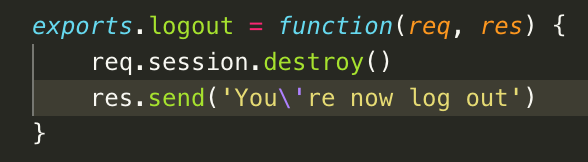 exports.logout = function(req, res) {
    req.session.destroy()
    res.send('You\'re now log out')
}